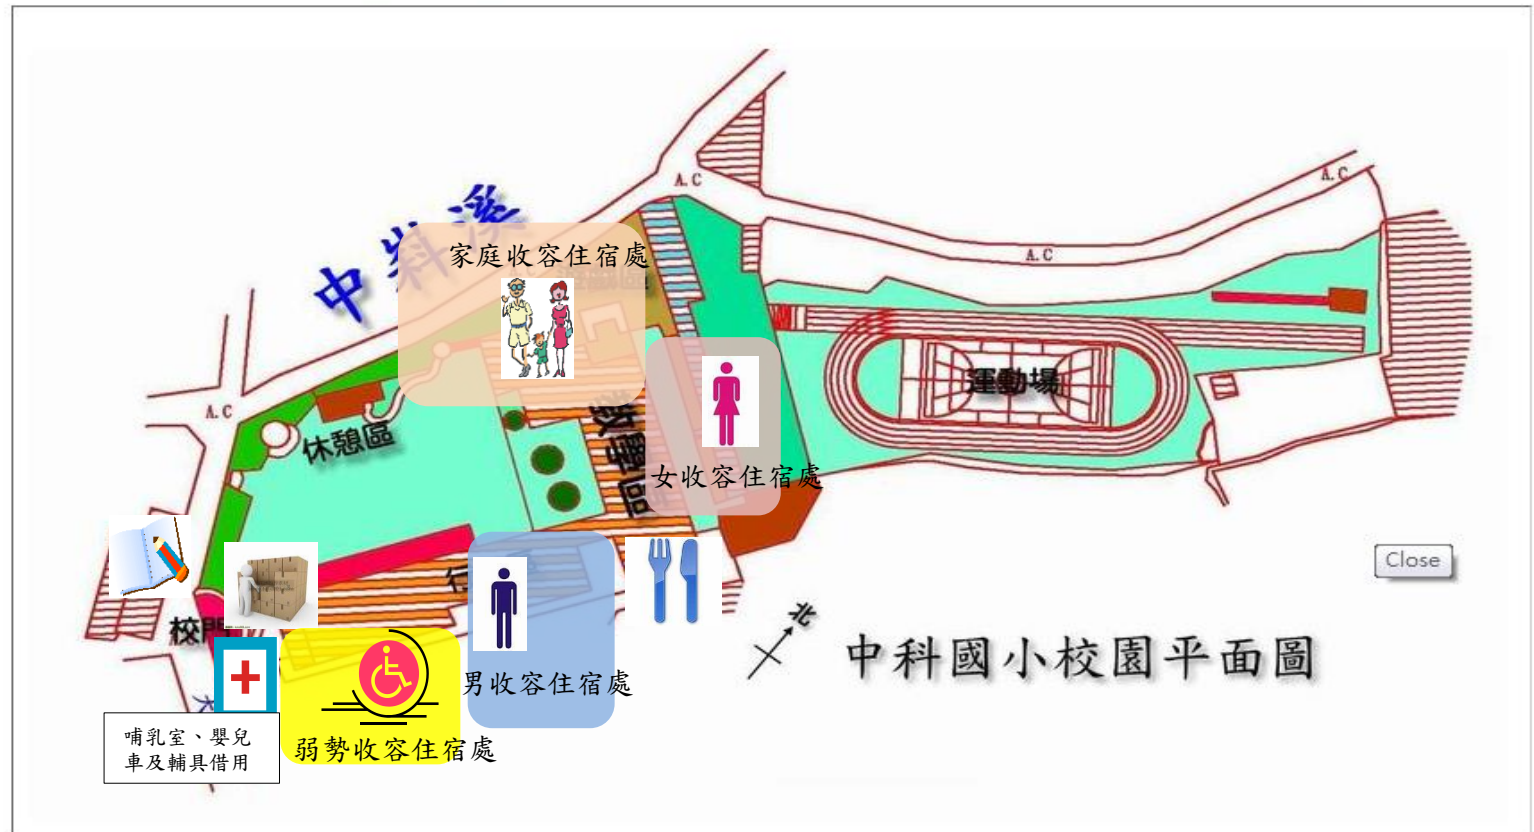 A.C
A.C
中科溪
家庭收容住宿處
A.C
運動場
A.C
休憩區
教學區
女收容住宿處
Close
行
校門
北
中科國小校園平面圖
男收容住宿處
哺乳室、嬰兒
車及輔具借用
弱勢收容住宿處